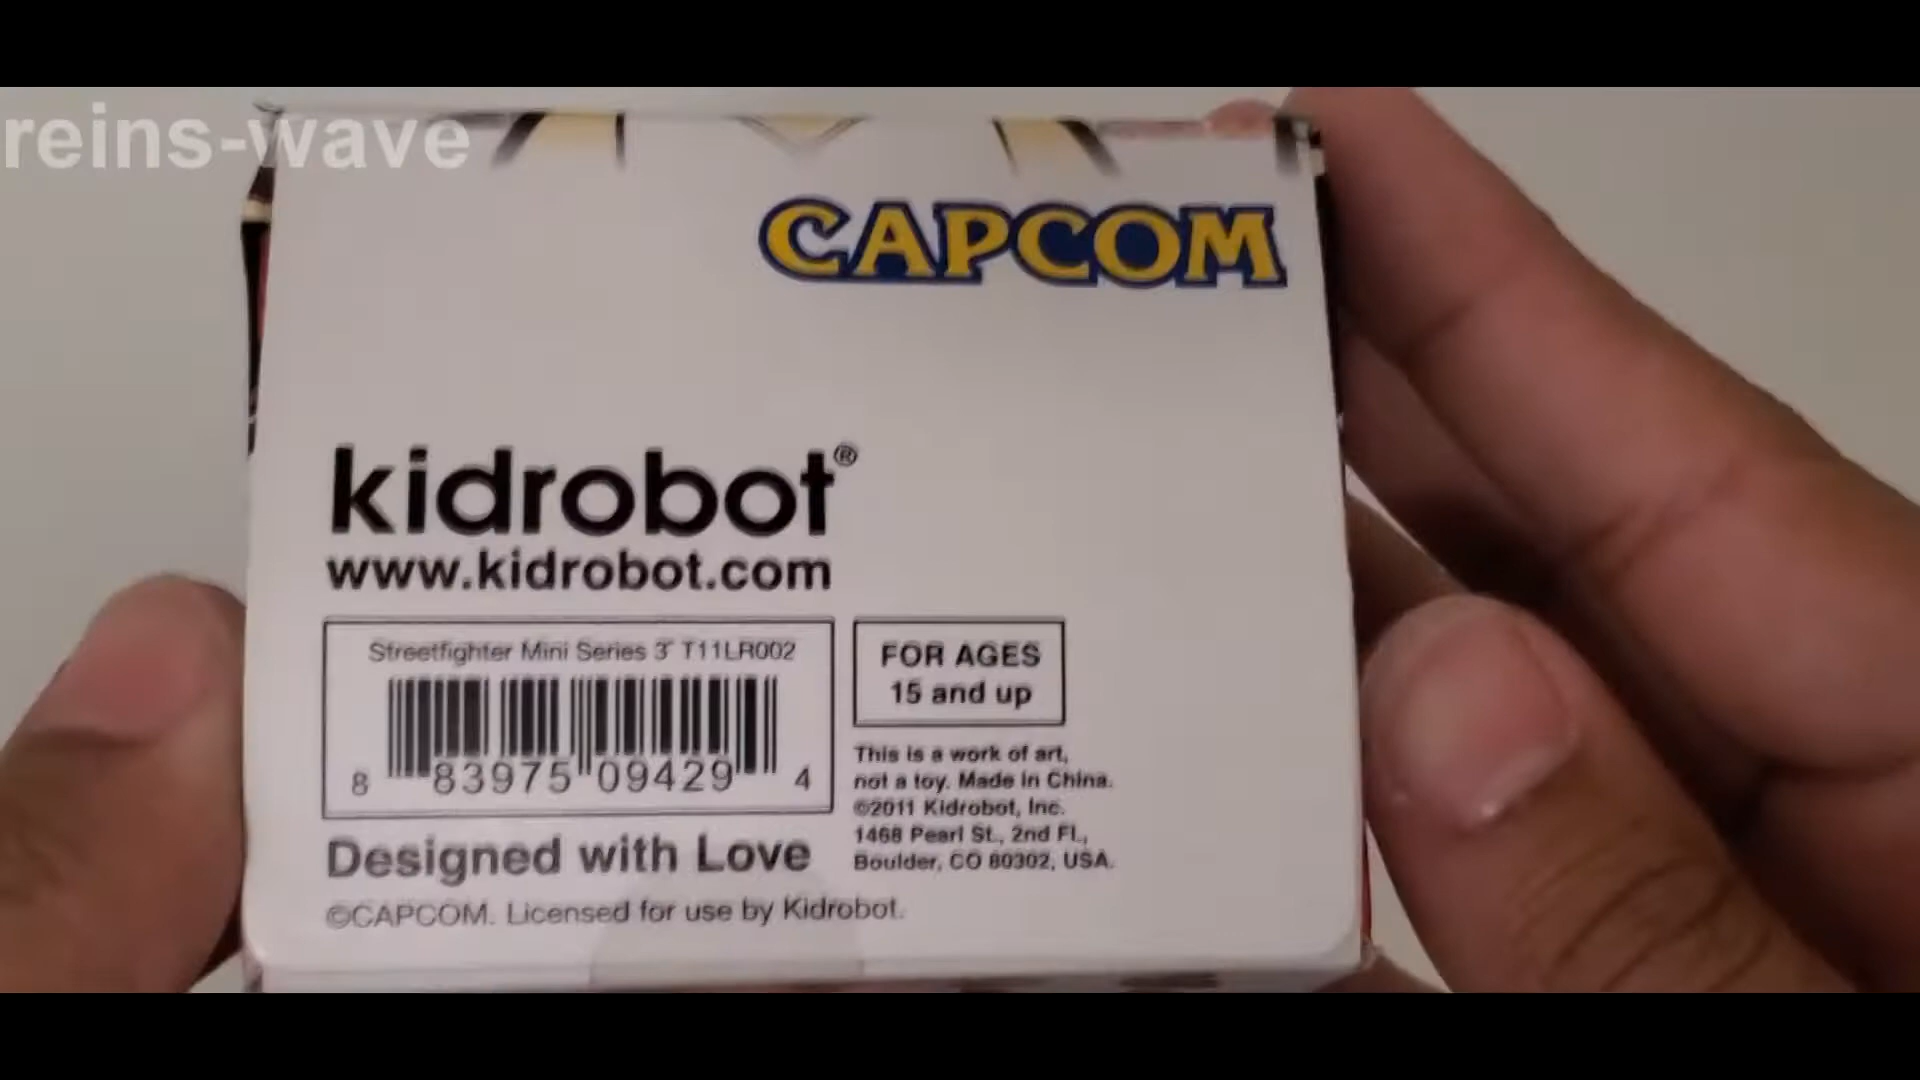 reins-wave
CAPCOM
kidrobot®
www.kidrobot.com
Streetfighter Mini Series 3" T11LR002
8 83975 09429 4
FOR AGES
15 and up
This is a work of art,
not a toy. Made in China.
©2011 Kidrobot, Inc.
1468 Pearl St., 2nd Fl.,
Boulder, CO 80302, USA.
Designed with Love
©CAPCOM. Licensed for use by Kidrobot.